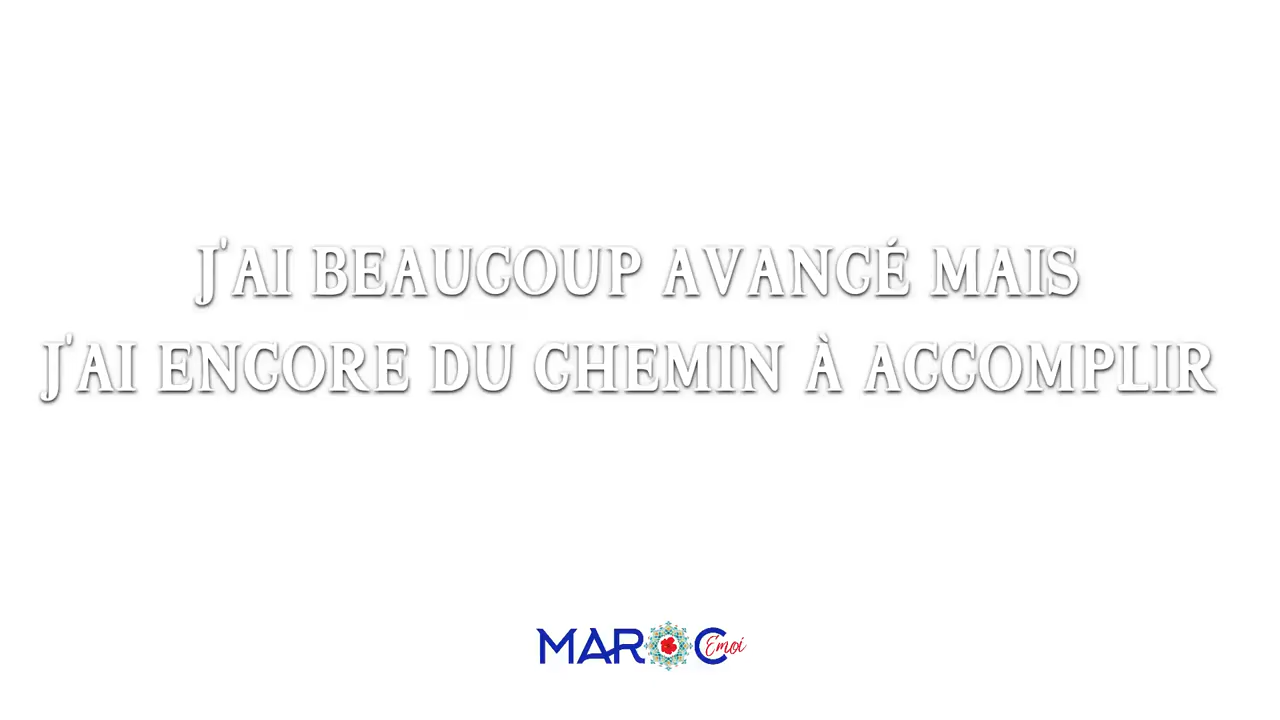 J'AI BEAUCOUP AVANCÉ MAIS
J'AI ENCORE DU CHEMIN À ACCOMPLIR
MAROC Emoi